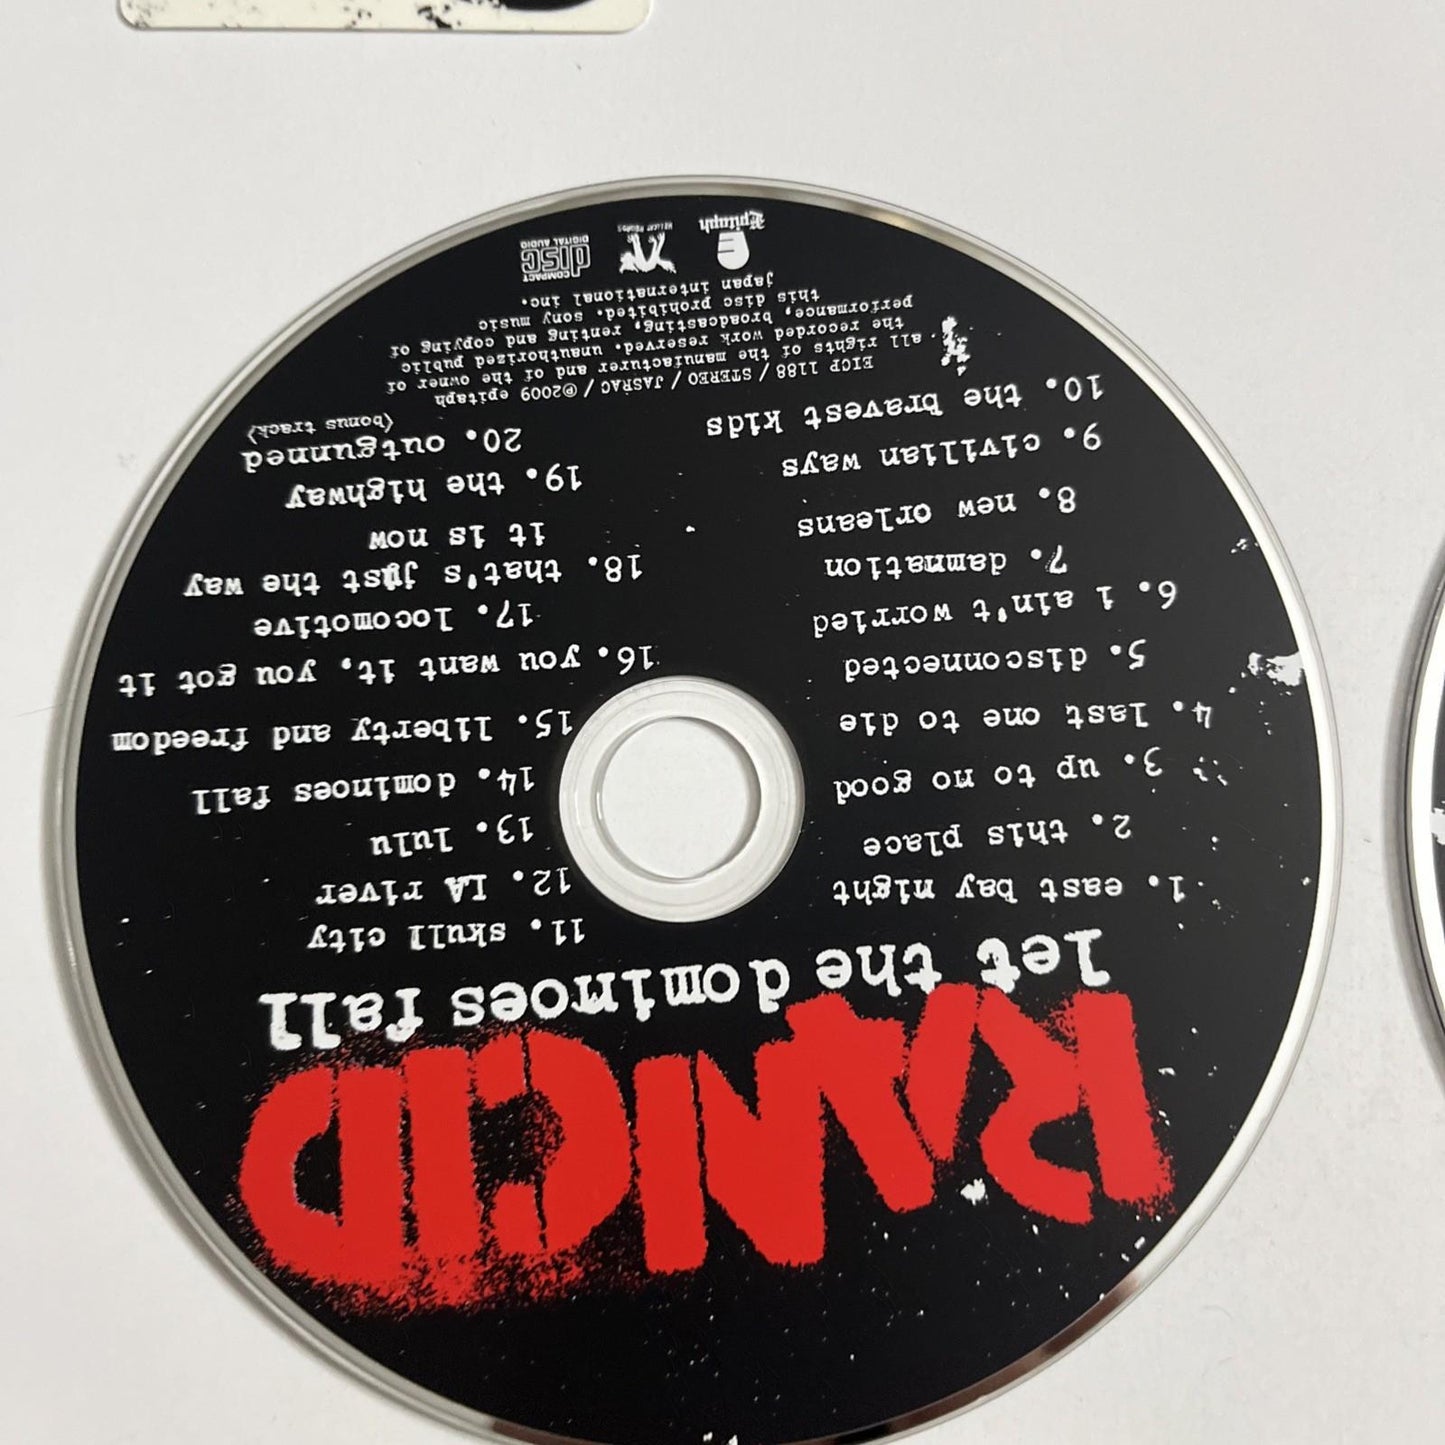 RANCID
let the dominoes fall
1. east bay night
2. this place
3. up to no good
4. last one to die
5. disconnected
6. i ain't worried
7. damnation
8. new orleans
9. civilian ways
10. the bravest kids
11. skull city
12. LA river
13. lulu
14. dominoes fall
15. liberty and freedom
16. you want it, you got it
17. locomotive
18. that's just the way
it is now
19. the highway
20. outgunned
(bonus track)
EICP 1188 / STEREO / JASRAC / ℗2009 epitaph
all rights of the manufacturer and of the owner of
the recorded work reserved. unauthorized public
performance, broadcasting, renting and copying of
this disc prohibited. sony music
japan international inc.
Epitaph
COMPACT
disc
DIGITAL AUDIO